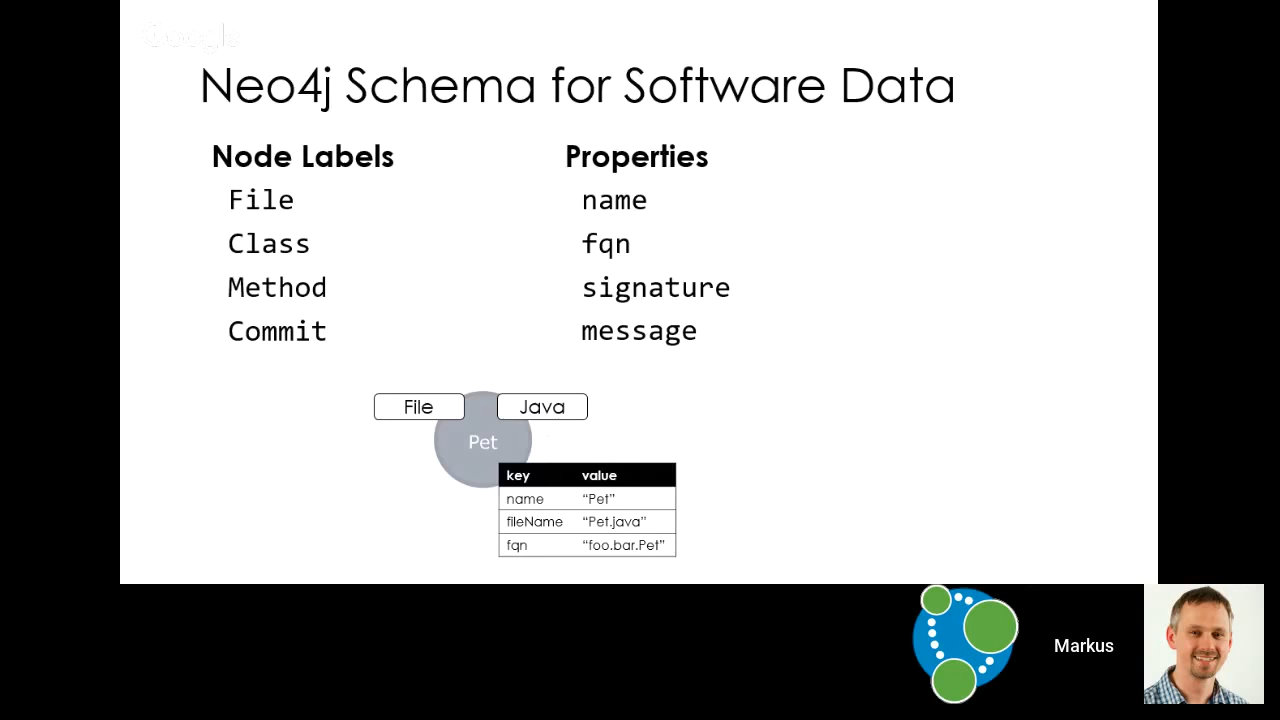 Google
Neo4j Schema for Software Data
Node Labels
File
Class
Method
Commit
Properties
name
fqn
signature
message
File
Java
Pet
key value
name “Pet”
fileName “Pet.java”
fqn “foo.bar.Pet”
Markus